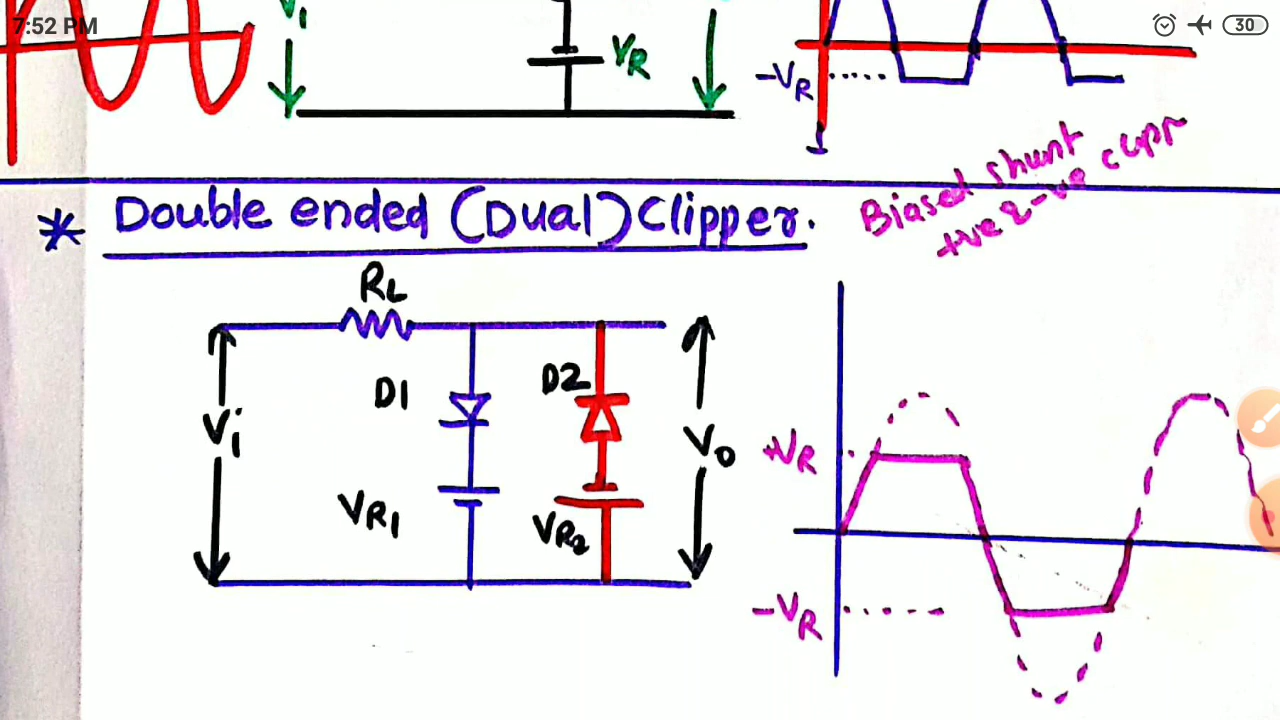 7:52 PM
30
Vi
VR
-VR
Biased shunt
+ve & -ve clipr
* Double ended (Dual) Clipper.
RL
D1
D2
Vi
Vo
VR1
VR2
+VR
-VR